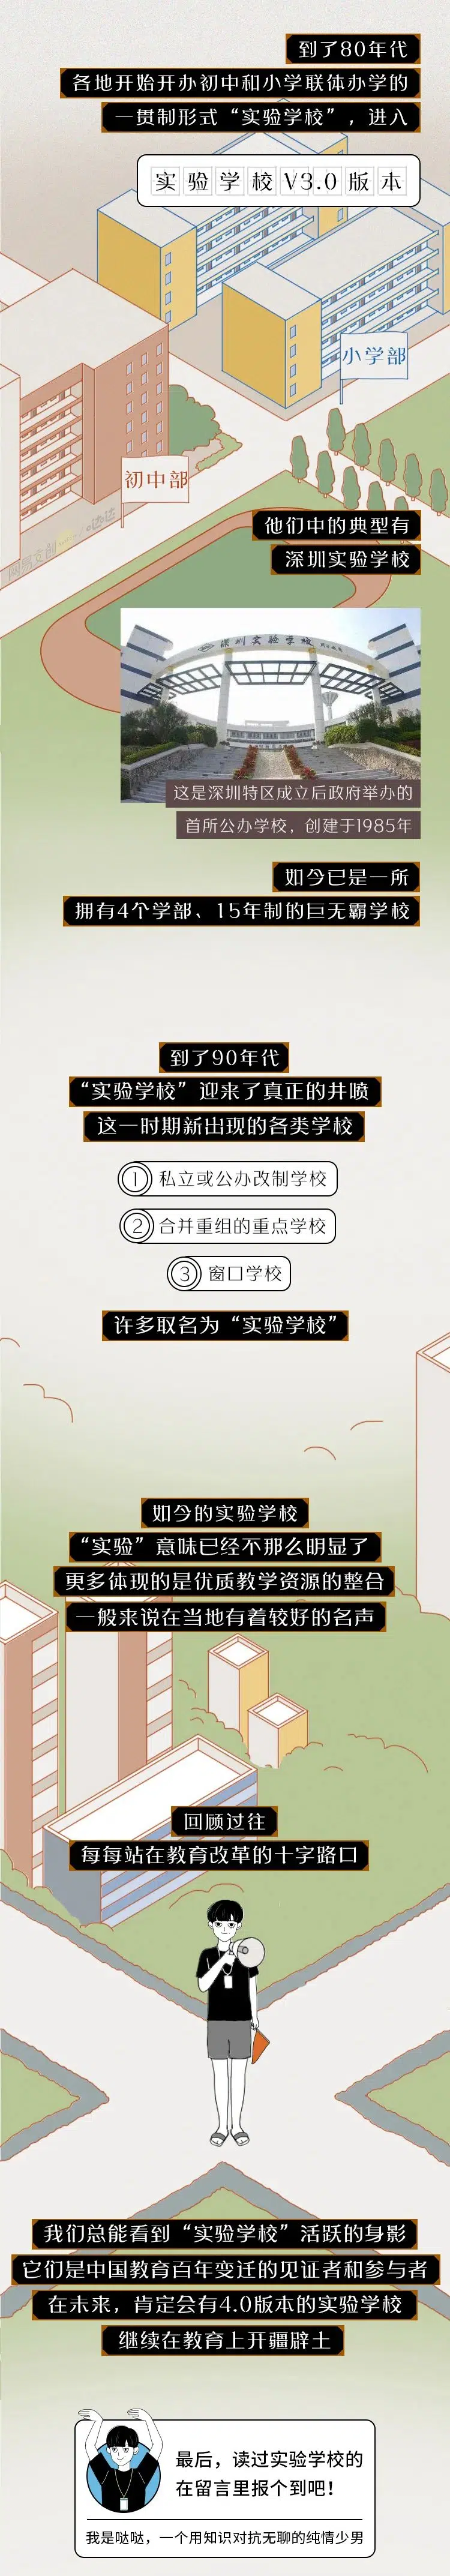 到了80年代
各地开始开办初中和小学联体办学的
一贯制形式“实验学校”，进入
实验学校V3.0版本
小学部
初中部
他们中的典型有
深圳实验学校
深圳实验学校
这是深圳特区成立后政府举办的
首所公办学校，创建于1985年
如今已是一所
拥有4个学部、15年制的巨无霸学校
到了90年代
“实验学校”迎来了真正的井喷
这一时期新出现的各类学校
1 私立或公办改制学校
2 合并重组的重点学校
3 窗口学校
许多取名为“实验学校”
如今的实验学校
“实验”意味已经不那么明显了
更多体现的是优质教学资源的整合
一般来说在当地有着较好的名声
回顾过往
每每站在教育改革的十字路口
我们总能看到“实验学校”活跃的身影
它们是中国教育百年变迁的见证者和参与者
在未来，肯定会有4.0版本的实验学校
继续在教育上开疆辟土
最后，读过实验学校的
在留言里报个到吧！
我是哒哒，一个用知识对抗无聊的纯情少男